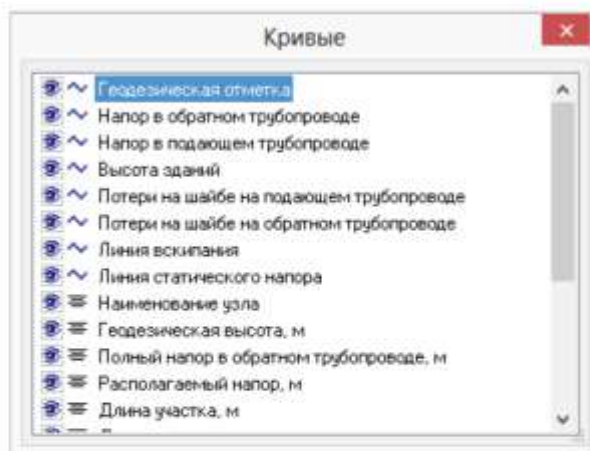 Кривые
Геодезическая отметка
Напор в обратном трубопроводе
Напор в подающем трубопроводе
Высота зданий
Потери на шайбе на подающем трубопроводе
Потери на шайбе на обратном трубопроводе
Линия вскипания
Линия статического напора
Наименование узла
Геодезическая высота, м
Полный напор в обратном трубопроводе, м
Располагаемый напор, м
Длина участка, м